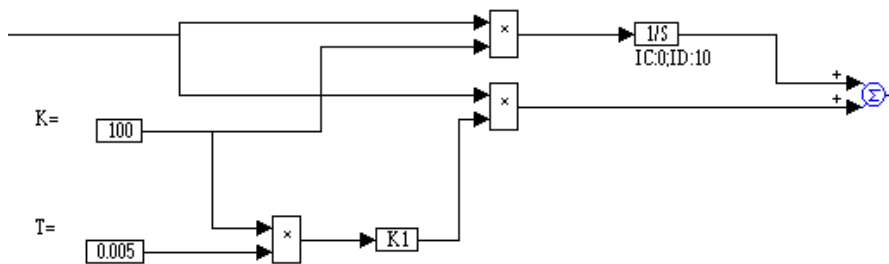 ×
1/S
IC:0;ID:10
+
×
+
Σ
K=
100
T=
×
K1
0.005